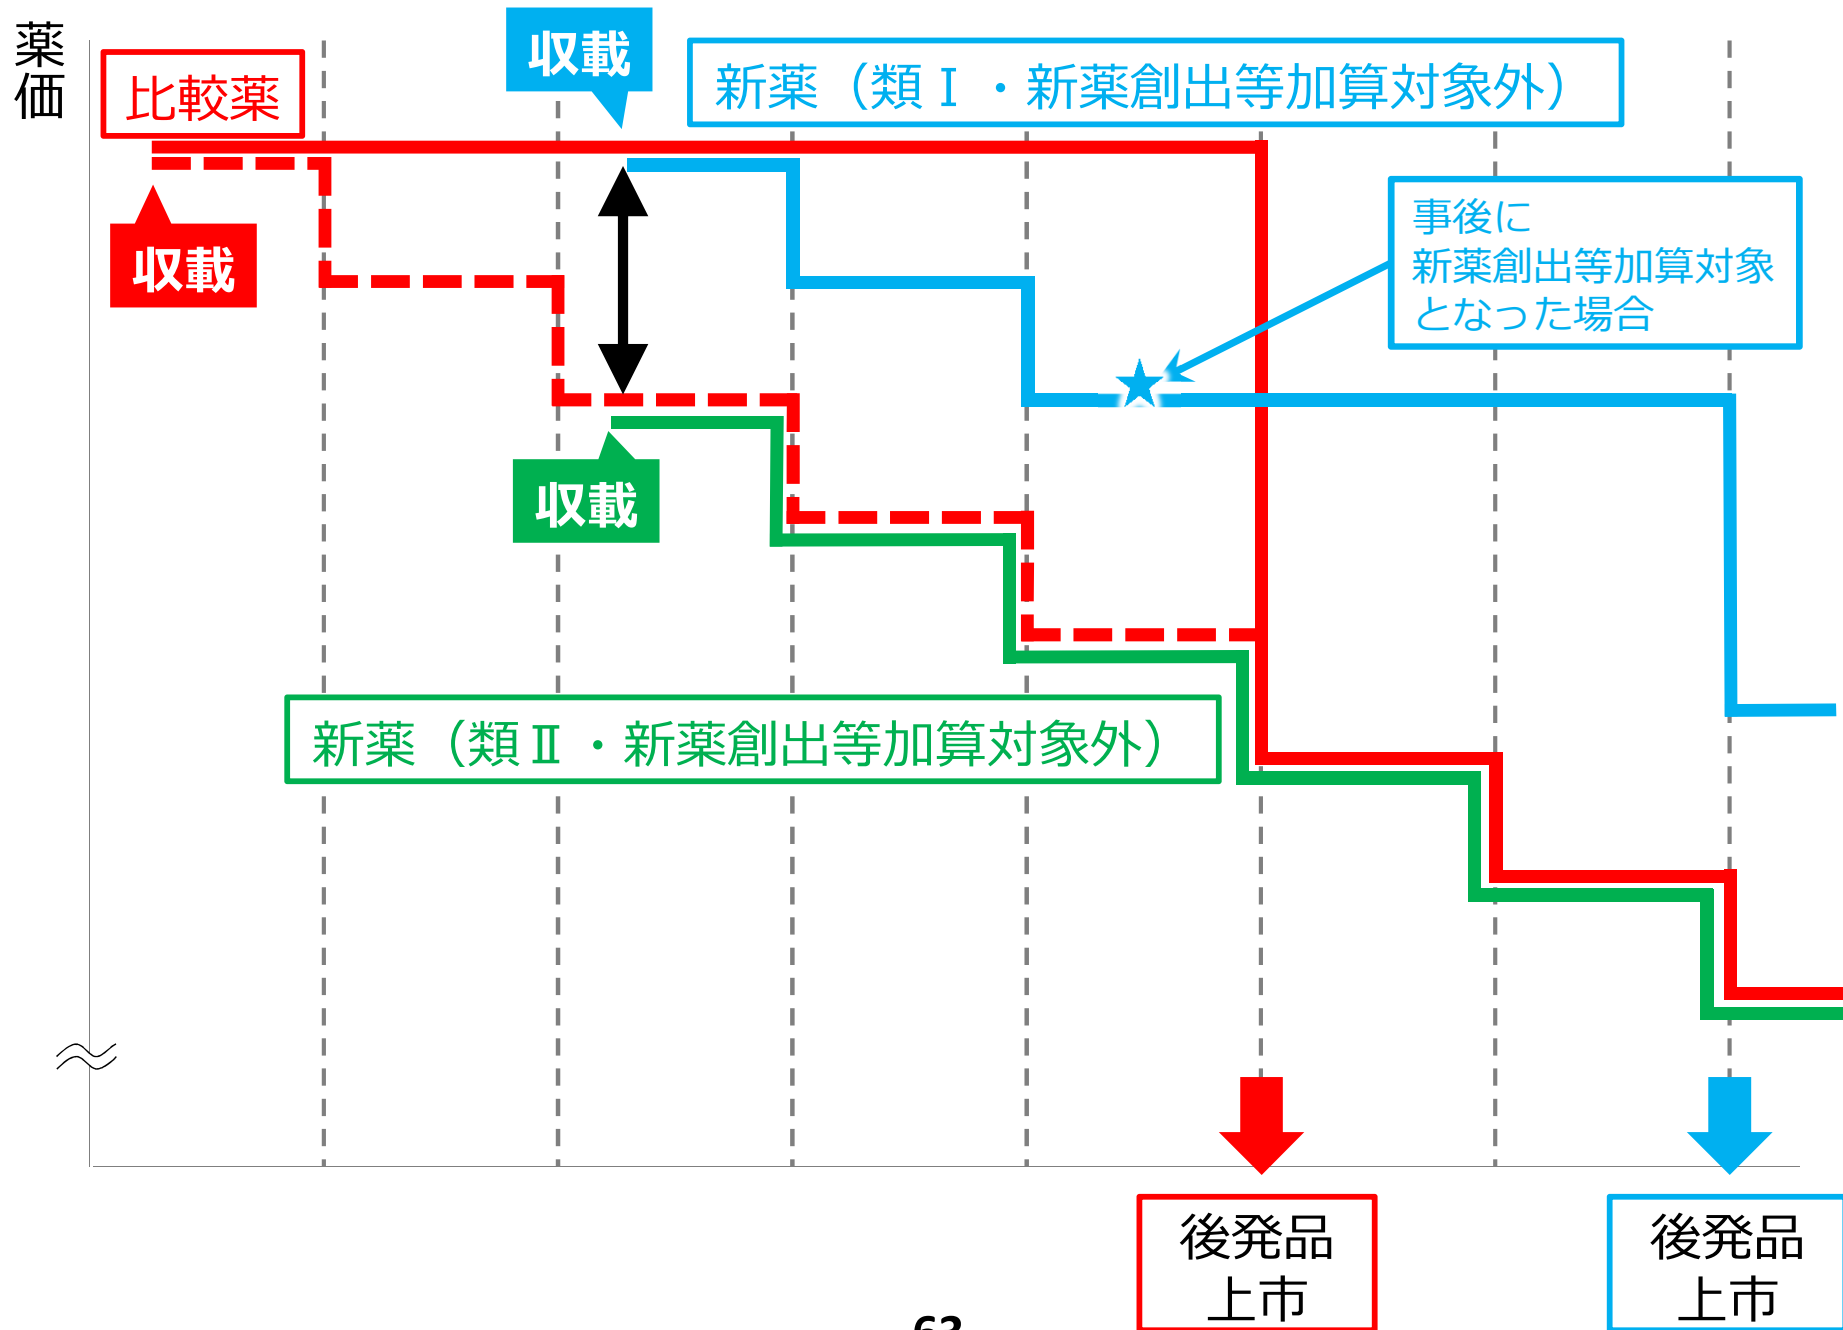 薬価
比較薬
収載
新薬（類Ⅰ・新薬創出等加算対象外）
収載
事後に
新薬創出等加算対象
となった場合
収載
新薬（類Ⅱ・新薬創出等加算対象外）
後発品
上市
後発品
上市